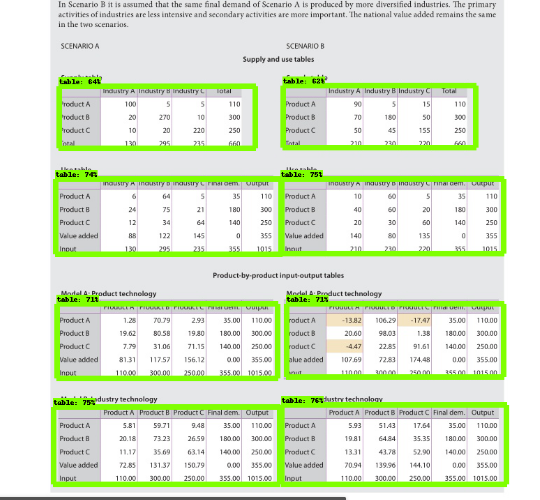 In Scenario B it is assumed that the same final demand of Scenario A is produced by more diversified industries. The primary
activities of industries are less intensive and secondary activities are more important. The national value added remains the same
in the two scenarios.
SCENARIO A
SCENARIO B
Supply and use tables
table: 64%
Industry A Industry B Industry C Total
Product A 100 5 5 110
Product B 20 270 10 300
Product C 10 20 220 250
Total 130 295 235 660
table: 62%
Industry A Industry B Industry C Total
Product A 90 5 15 110
Product B 70 180 50 300
Product C 50 45 155 250
Total 210 230 220 660
table: 74%
Industry A Industry B Industry C Final dem. Output
Product A 6 64 5 35 110
Product B 24 75 21 180 300
Product C 12 34 64 140 250
Value added 88 122 145 0 355
Input 130 295 235 355 1015
table: 75%
Industry A Industry B Industry C Final dem. Output
Product A 10 60 5 35 110
Product B 40 60 20 180 300
Product C 20 30 60 140 250
Value added 140 80 135 0 355
Input 210 230 220 355 1015
Product-by-product input-output tables
Model A: Product technology
table: 71%
Product A Product B Product C Final dem. Output
Product A 1.28 70.79 2.93 35.00 110.00
Product B 19.62 80.58 19.80 180.00 300.00
Product C 7.79 31.06 71.15 140.00 250.00
Value added 81.31 117.57 156.12 0.00 355.00
Input 110.00 300.00 250.00 355.00 1015.00
Model A: Product technology
table: 71%
Product A Product B Product C Final dem. Output
Product A -13.82 106.29 -17.47 35.00 110.00
Product B 20.60 98.03 1.38 180.00 300.00
Product C -4.47 22.85 91.61 140.00 250.00
Value added 107.69 72.83 174.48 0.00 355.00
Input 110.00 300.00 250.00 355.00 1015.00
table: 75%
Industry technology
Product A Product B Product C Final dem. Output
Product A 5.81 59.71 9.48 35.00 110.00
Product B 20.18 73.23 26.59 180.00 300.00
Product C 11.17 35.69 63.14 140.00 250.00
Value added 72.85 131.37 150.79 0.00 355.00
Input 110.00 300.00 250.00 355.00 1015.00
table: 76%
Industry technology
Product A Product B Product C Final dem. Output
Product A 5.93 51.43 17.64 35.00 110.00
Product B 19.81 64.84 35.35 180.00 300.00
Product C 13.31 43.78 52.90 140.00 250.00
Value added 70.94 139.96 144.10 0.00 355.00
Input 110.00 300.00 250.00 355.00 1015.00